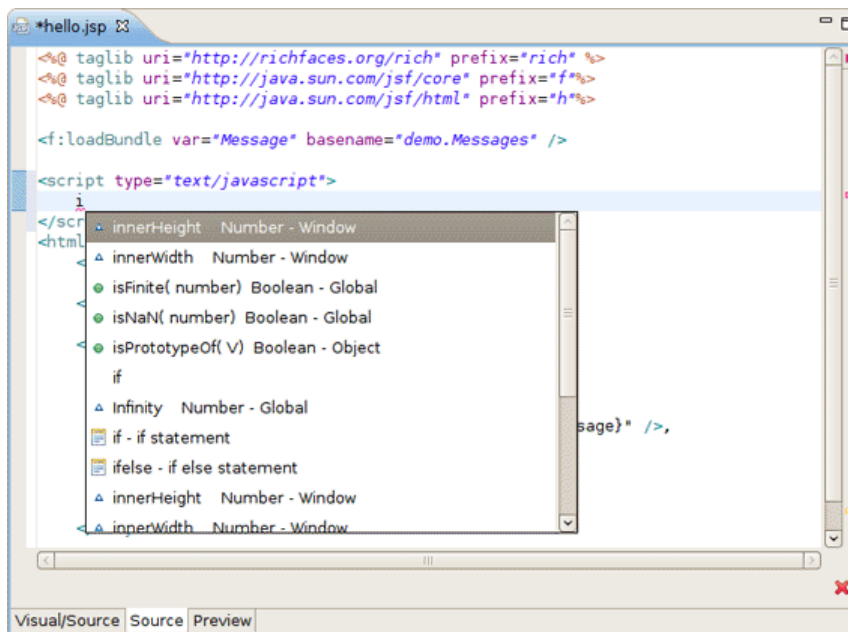 *hello.jsp
<%@ taglib uri="http://richfaces.org/rich" prefix="rich" %>
<%@ taglib uri="http://java.sun.com/jsf/core" prefix="f"%>
<%@ taglib uri="http://java.sun.com/jsf/html" prefix="h"%>
<f:loadBundle var="Message" basename="demo.Messages" />
<script type="text/javascript">
i
</scr
<html
innerHeight Number - Window
innerWidth Number - Window
isFinite( number) Boolean - Global
isNaN( number) Boolean - Global
isPrototypeOf( V) Boolean - Object
if
Infinity Number - Global
if - if statement
ifelse - if else statement
innerHeight Number - Window
innerWidth Number - Window
<
<
<
sage}" />,
<
Visual/Source Source Preview